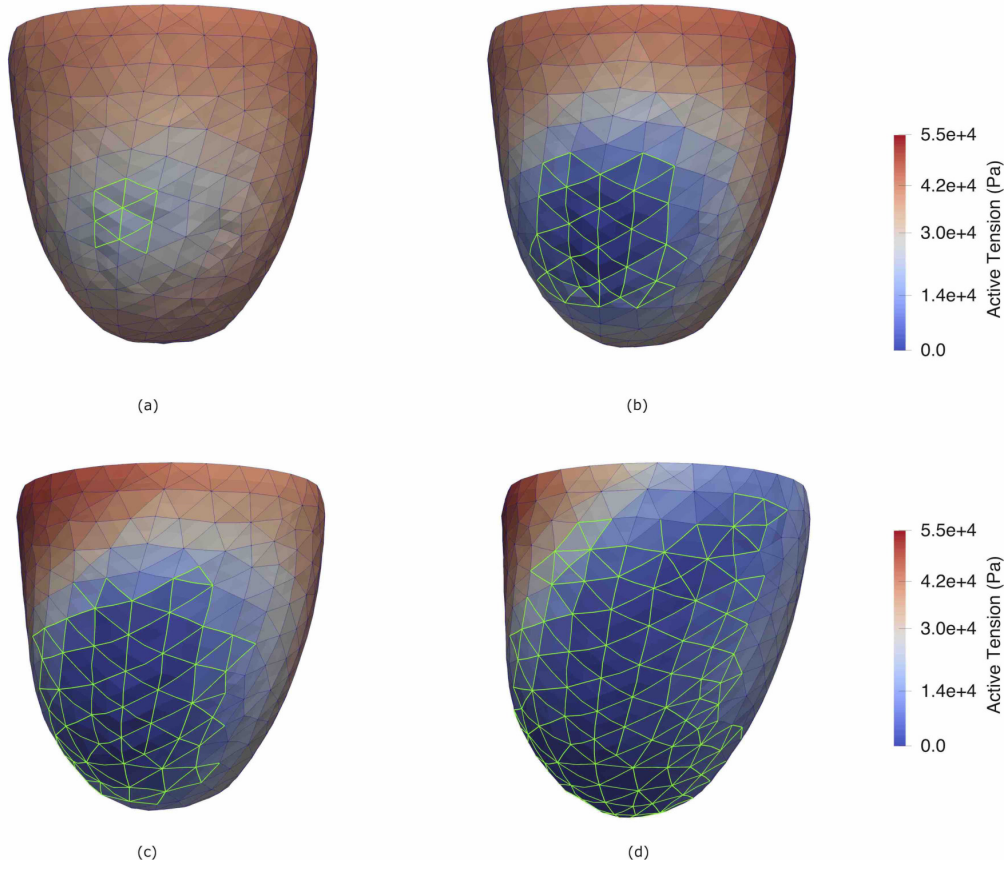 5.5e+4
4.2e+4
3.0e+4
1.4e+4
0.0
Active Tension (Pa)
(a)
(b)
5.5e+4
4.2e+4
3.0e+4
1.4e+4
0.0
Active Tension (Pa)
(c)
(d)